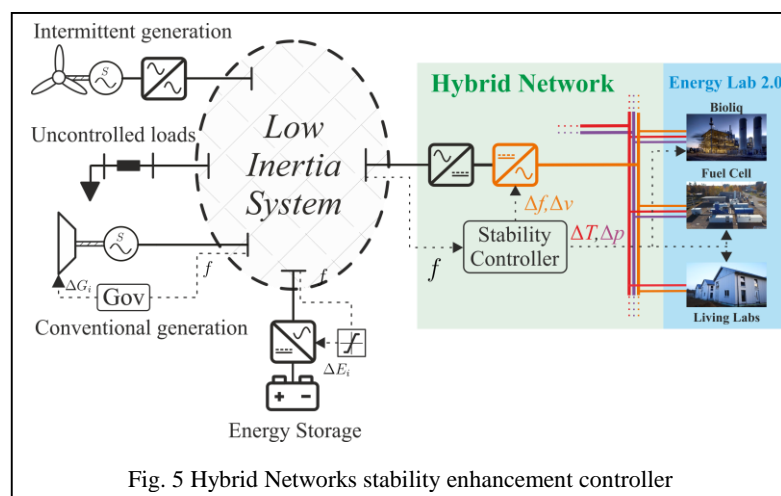 Intermittent generation
S
Uncontrolled loads
S
f
ΔG_i
Gov
Conventional generation
Low
Inertia
System
f
ΔE_i
Energy Storage
Hybrid Network
Energy Lab 2.0
Bioliq
Fuel Cell
Δf,Δv
Stability
Controller
ΔT,Δp
f
Living Labs
Fig. 5 Hybrid Networks stability enhancement controller